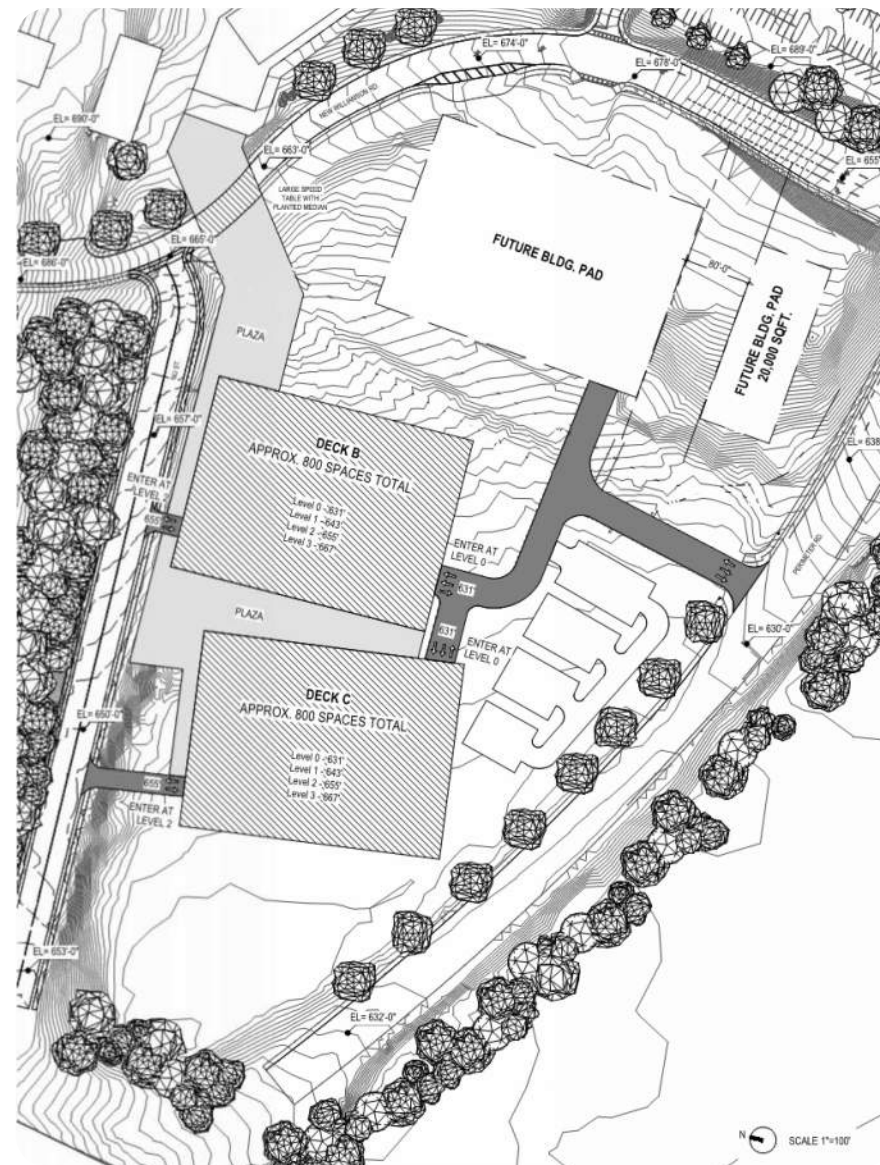 EL= 674'-0"
EL= 689'-0"
EL= 678'-0"
NEW WILLIAMSON RD.
EL= 690'-0"
EL= 663'-0"
EL= 655'
LARGE SPEED
TABLE WITH
PLANTED MEDIAN
EL= 665'-0"
EL= 686'-0"
FUTURE BLDG. PAD
80'-0"
PLAZA
FUTURE BLDG. PAD
20,000 SQFT.
EL= 657'-0"
EL= 638'
DECK B
APPROX. 800 SPACES TOTAL
Level 0 - 631'
Level 1 - 643'
Level 2 - 655'
Level 3 - 667'
ENTER AT
LEVEL 2
655'
ENTER AT
LEVEL 0
631'
PERIMETER RD.
PLAZA
631'
ENTER AT
LEVEL 0
EL= 630'-0"
DECK C
APPROX. 800 SPACES TOTAL
Level 0 - 631'
Level 1 - 643'
Level 2 - 655'
Level 3 - 667'
EL= 650'-0"
655'
ENTER AT
LEVEL 2
EL= 653'-0"
EL= 632'-0"
N
SCALE 1"=100'